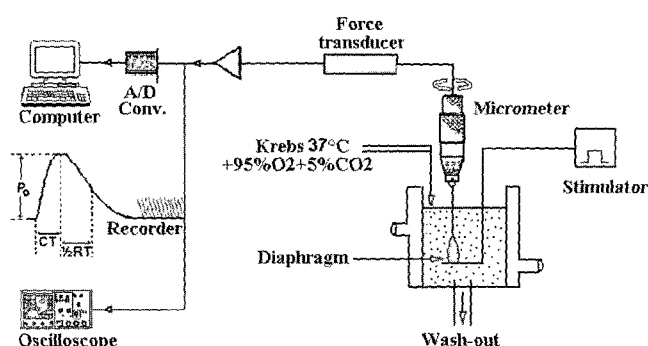 Force
transducer
Computer
A/D
Conv.
Micrometer
Krebs 37°C
+95%O2+5%CO2
Stimulator
Po
CT
½RT
Recorder
Diaphragm
Oscilloscope
Wash-out